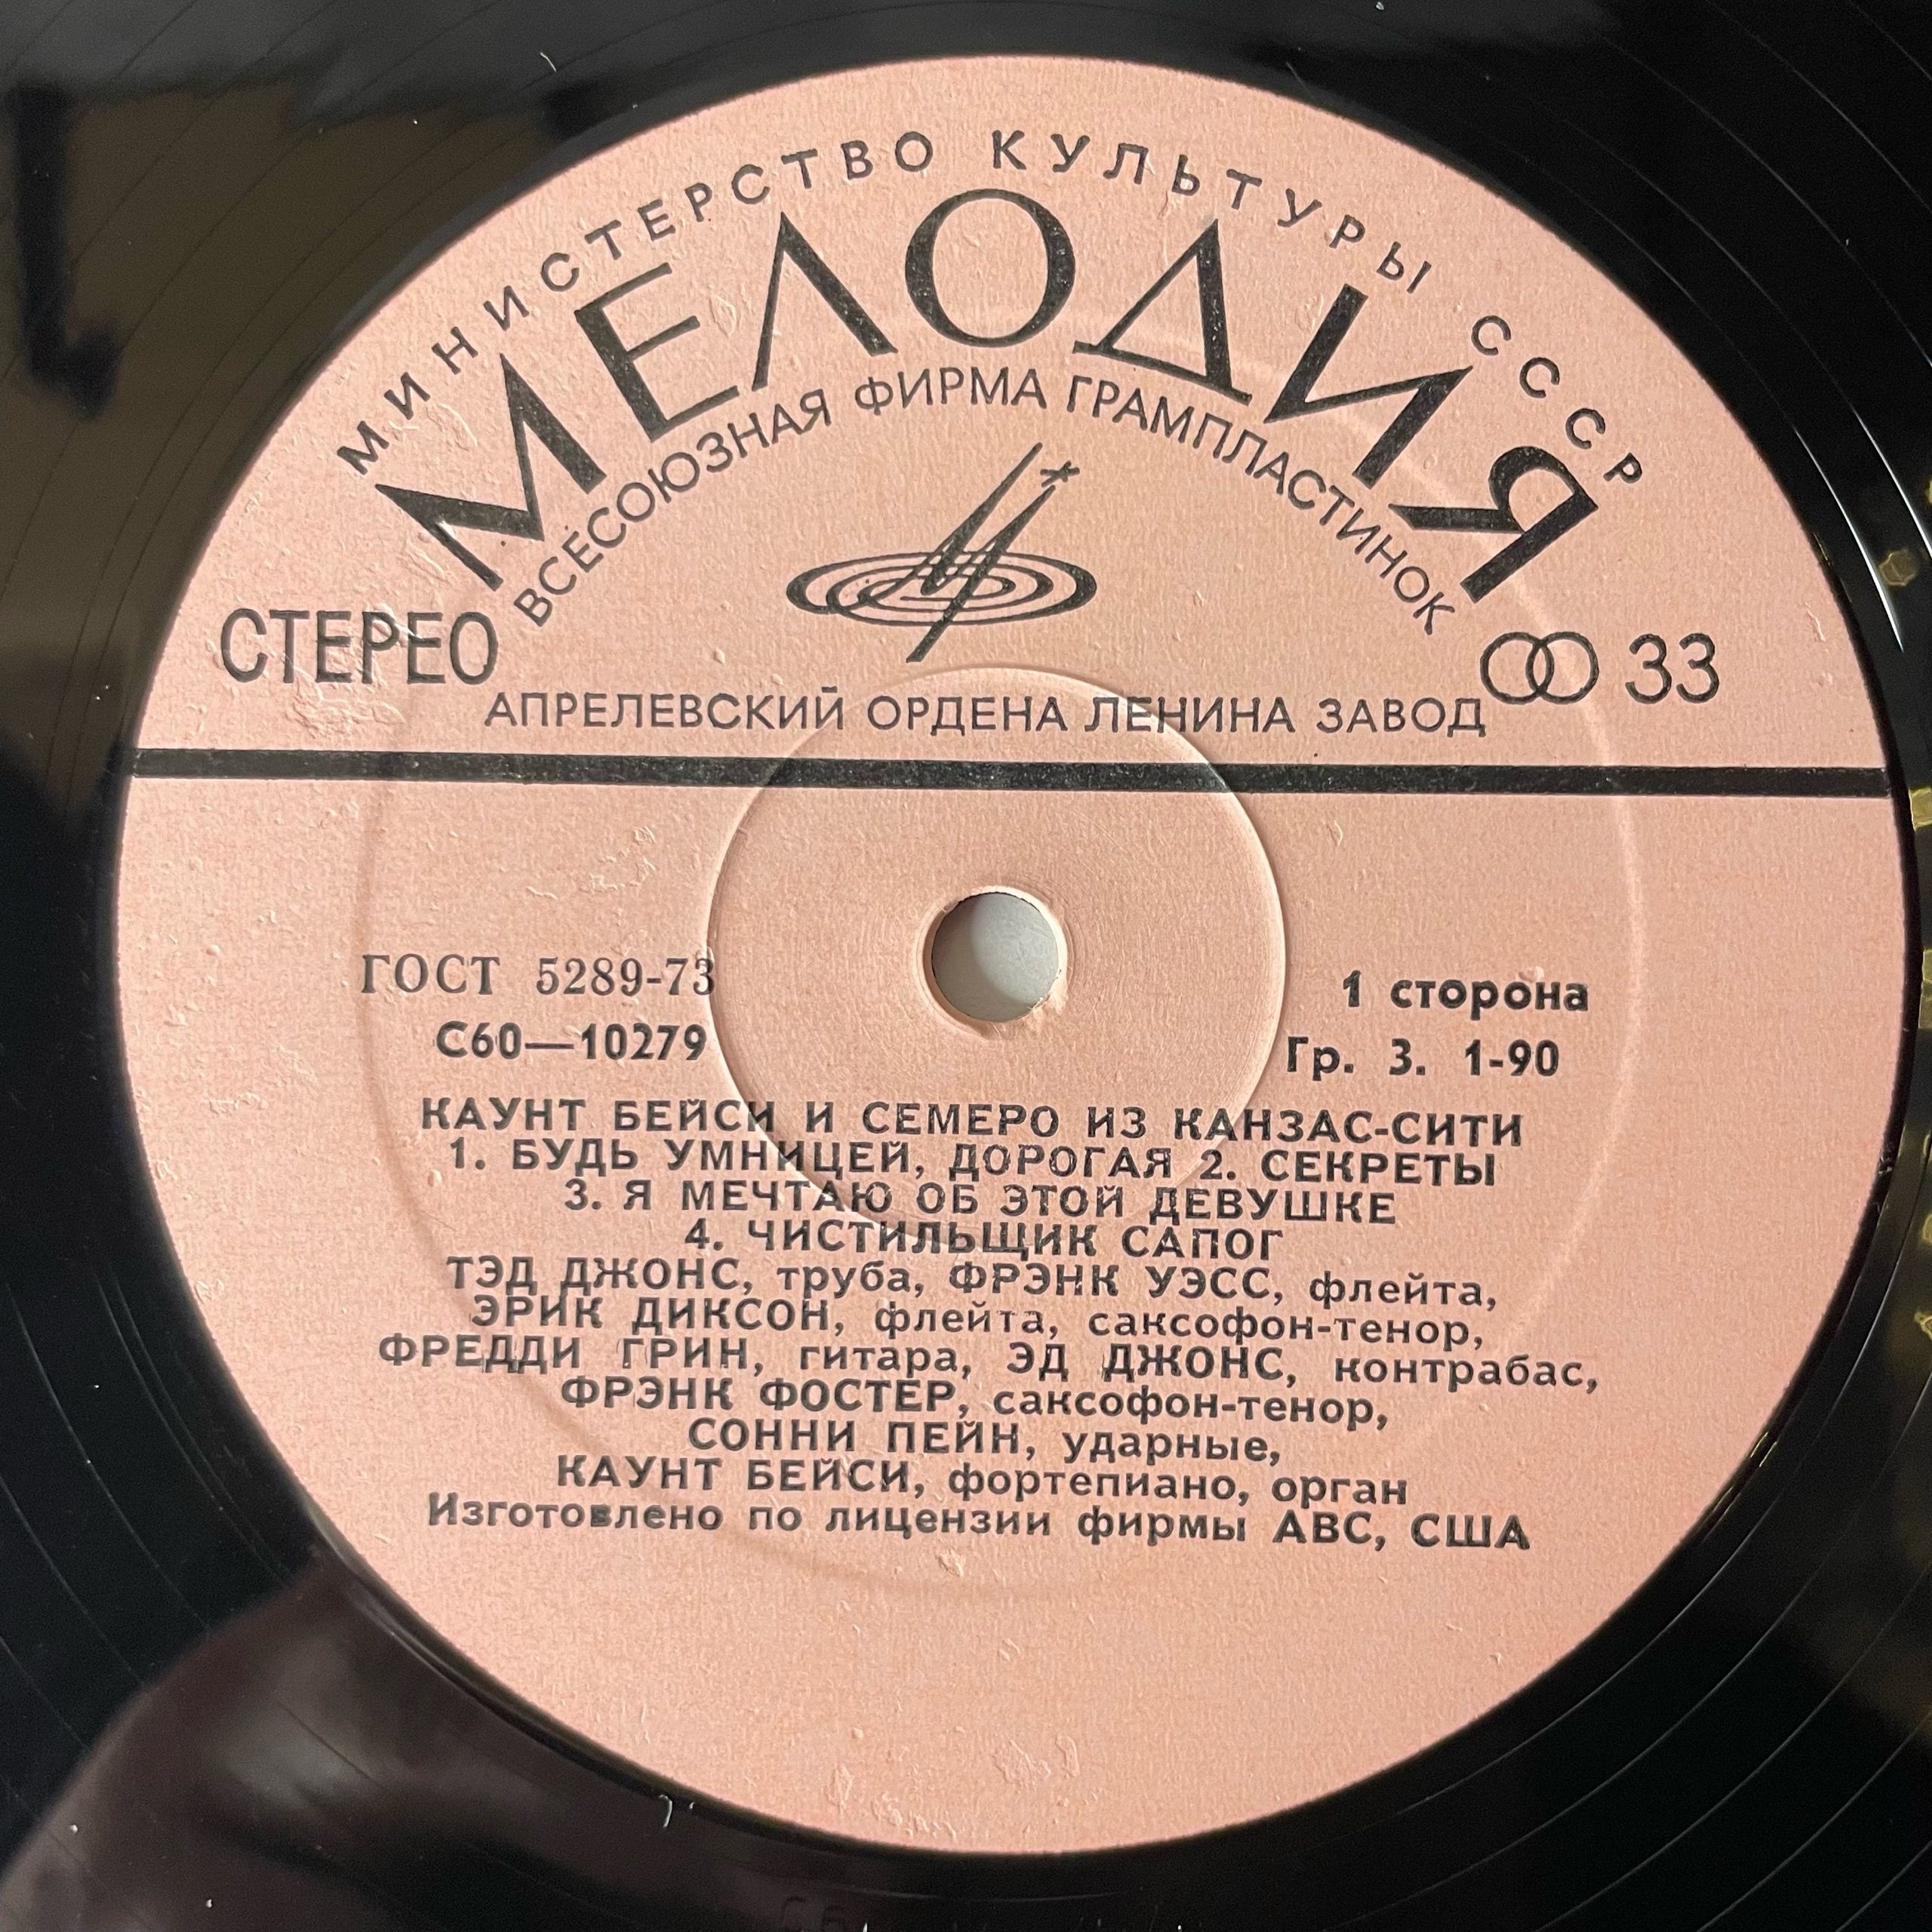 МИНИСТЕРСТВО КУЛЬТУРЫ СССР
МЕЛОДИЯ
ВСЕСОЮЗНАЯ ФИРМА ГРАМПЛАСТИНОК
СТЕРЕО
33
АПРЕЛЕВСКИЙ ОРДЕНА ЛЕНИНА ЗАВОД
ГОСТ 5289-73
1 сторона
С60—10279
Гр. 3. 1-90
КАУНТ БЕЙСИ И СЕМЕРО ИЗ КАНЗАС-СИТИ
1. БУДЬ УМНИЦЕЙ, ДОРОГАЯ 2. СЕКРЕТЫ
3. Я МЕЧТАЮ ОБ ЭТОЙ ДЕВУШКЕ
4. ЧИСТИЛЬЩИК САПОГ
ТЭД ДЖОНС, труба, ФРЭНК УЭСС, флейта,
ЭРИК ДИКСОН, флейта, саксофон-тенор,
ФРЕДДИ ГРИН, гитара, ЭД ДЖОНС, контрабас,
ФРЭНК ФОСТЕР, саксофон-тенор,
СОННИ ПЕЙН, ударные,
КАУНТ БЕЙСИ, фортепиано, орган
Изготовлено по лицензии фирмы АВС, США